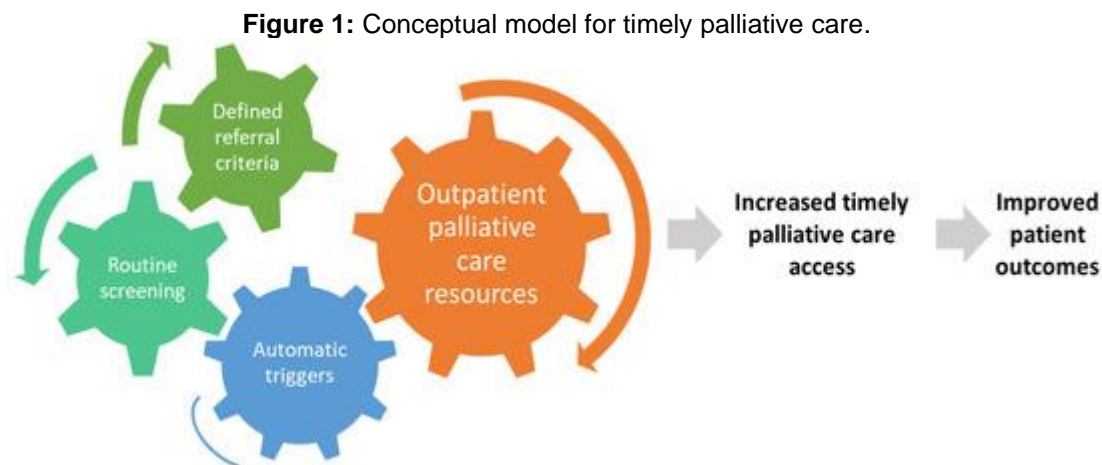 Figure 1: Conceptual model for timely palliative care.
Defined
referral
criteria
Routine
screening
Automatic
triggers
Outpatient
palliative
care
resources
Increased timely
palliative care
access
Improved
patient
outcomes